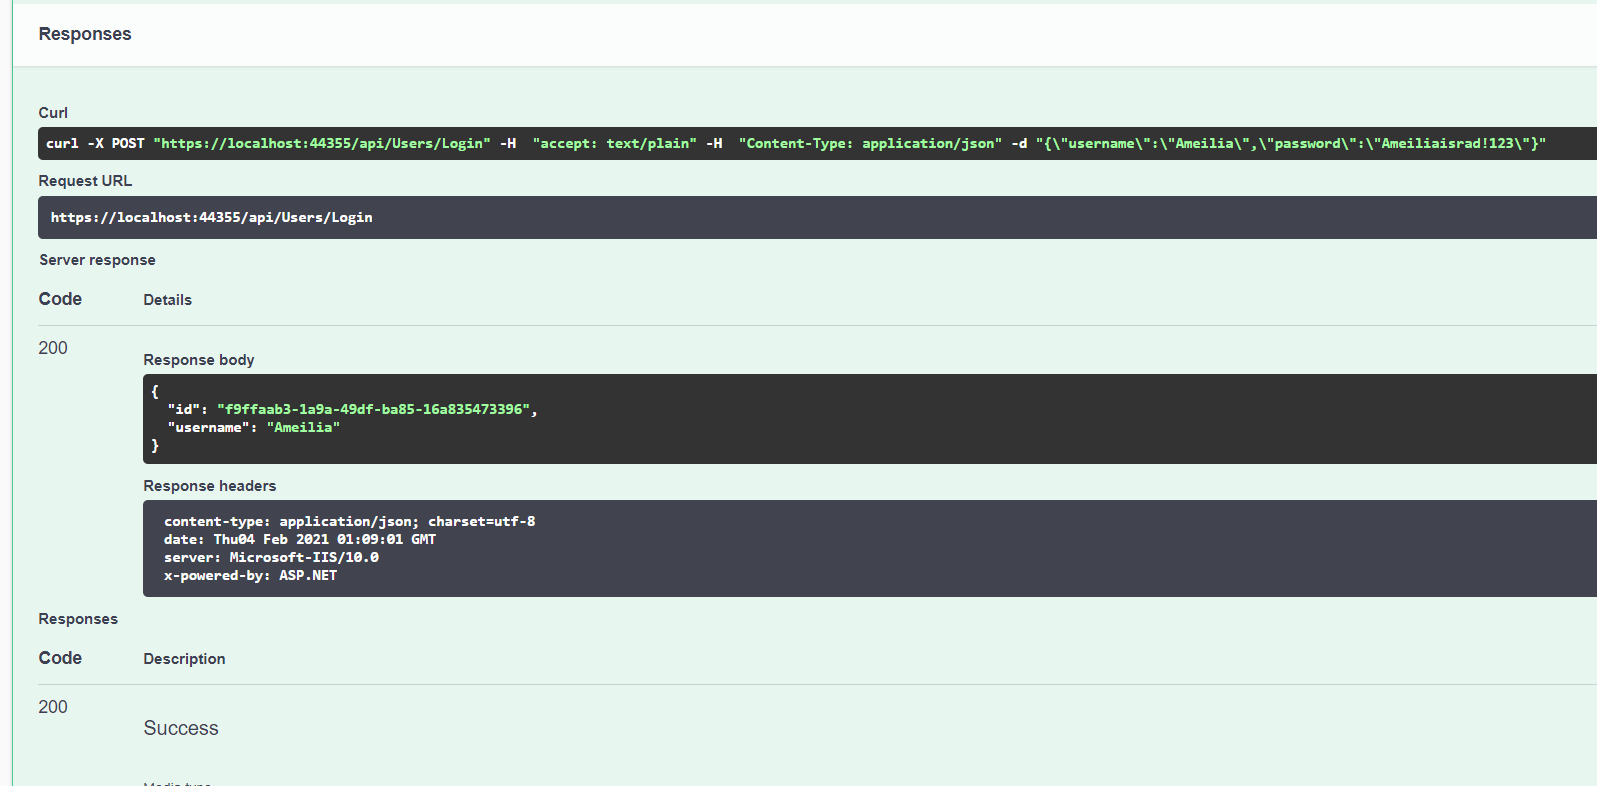 Responses
Curl
curl -X POST "https://localhost:44355/api/Users/Login" -H  "accept: text/plain" -H  "Content-Type: application/json" -d "{\"username\":\"Ameilia\",\"password\":\"Ameiliaisrad!123\"}"
Request URL
https://localhost:44355/api/Users/Login
Server response
Code Details
200
Response body
{
  "id": "f9ffaab3-1a9a-49df-ba85-16a835473396",
  "username": "Ameilia"
}
Response headers
content-type: application/json; charset=utf-8
date: Thu04 Feb 2021 01:09:01 GMT
server: Microsoft-IIS/10.0
x-powered-by: ASP.NET
Responses
Code Description
200
Success